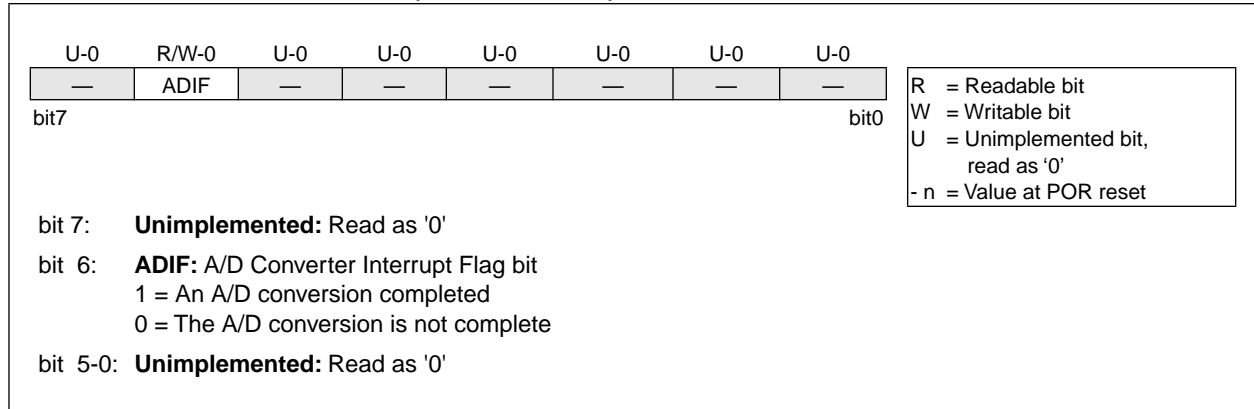 U-0 R/W-0 U-0 U-0 U-0 U-0 U-0 U-0
— ADIF — — — — — —
bit7 bit0
R = Readable bit
W = Writable bit
U = Unimplemented bit,
read as ‘0’
- n = Value at POR reset
bit 7: Unimplemented: Read as '0'
bit 6: ADIF: A/D Converter Interrupt Flag bit
1 = An A/D conversion completed
0 = The A/D conversion is not complete
bit 5-0: Unimplemented: Read as '0'